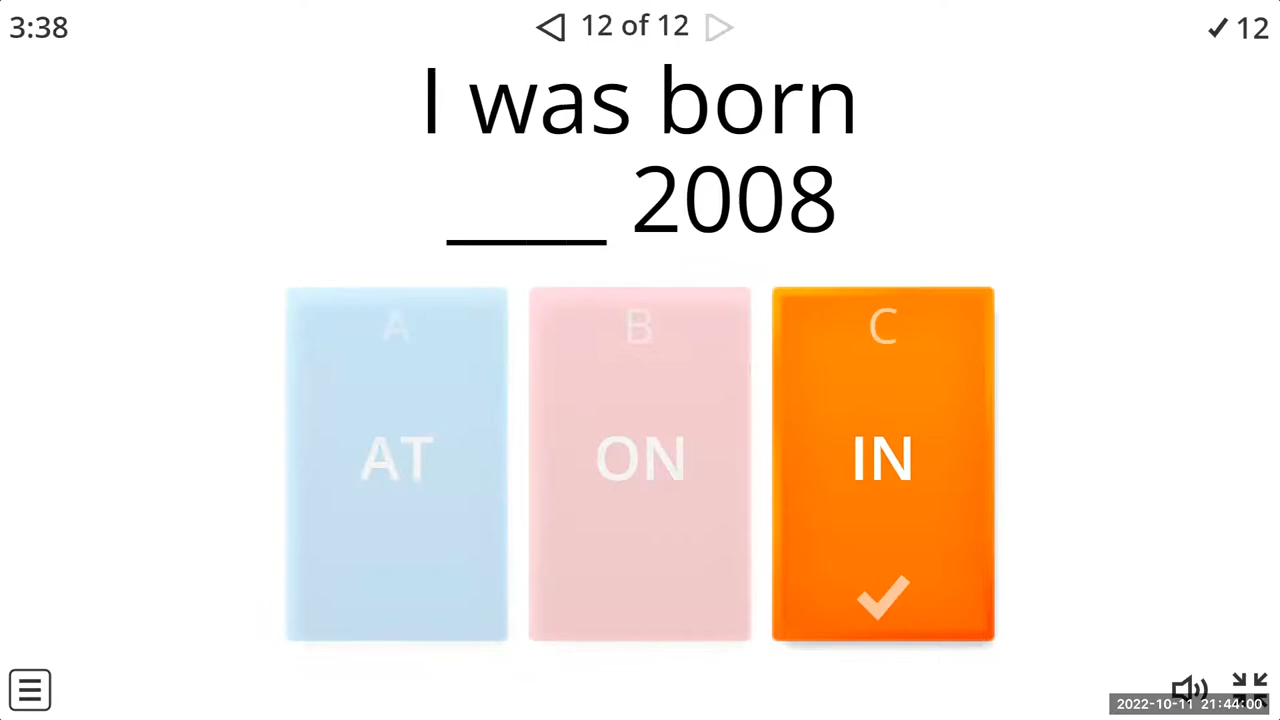 3:38
12 of 12
12
I was born
____ 2008
A
B
C
AT
ON
IN
2022-10-11 21:44:00